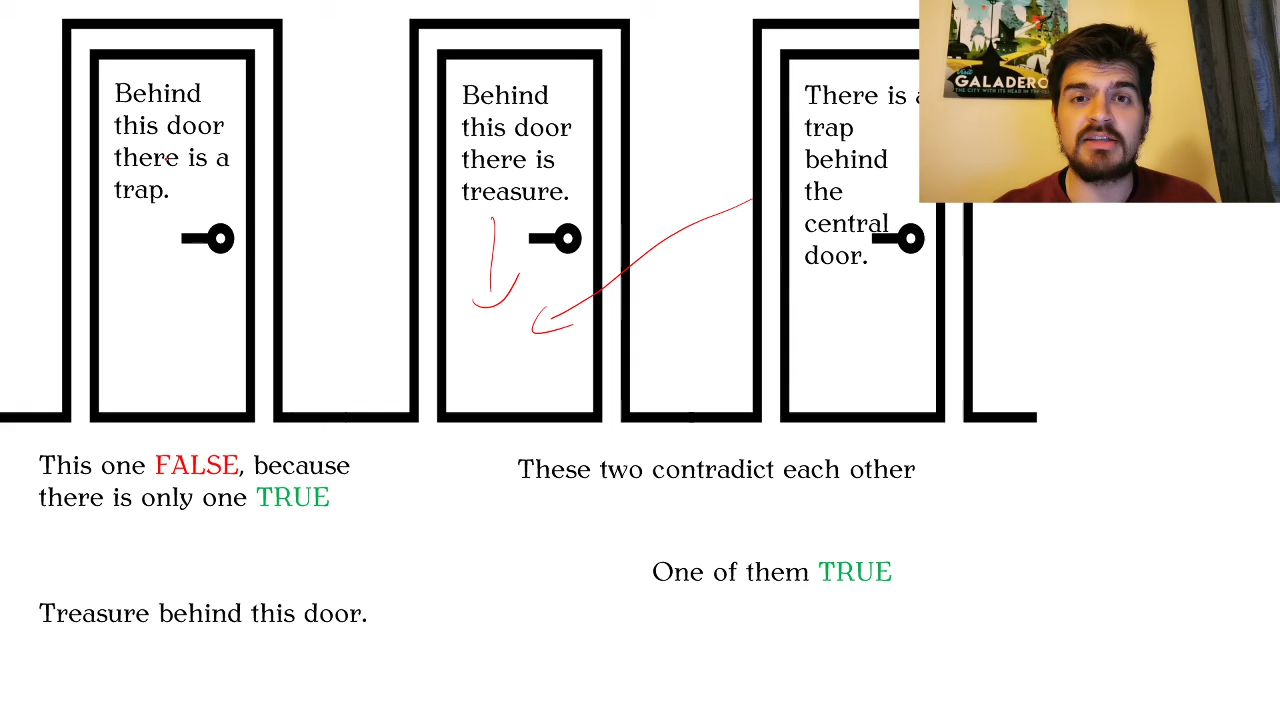 Behind
this door
there is a
trap.
Behind
this door
there is
treasure.
There is a
trap
behind
the
central
door.
Visit
GALADERO
THE CITY WITH ITS HEAD IN THE
This one FALSE, because
there is only one TRUE
These two contradict each other
One of them TRUE
Treasure behind this door.